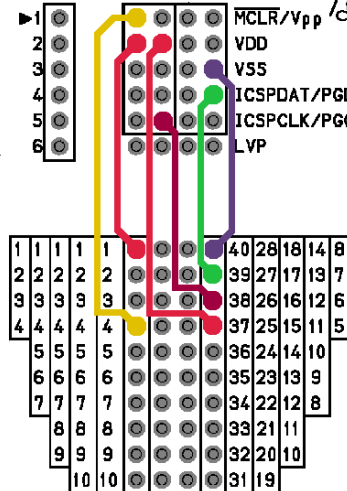 ▶1 MCLR/Vpp
2 VDD
3 VSS
4 ICSPDAT/PGD
5 ICSPCLK/PGC
6 LVP
1 1 1 1 1 40 28 18 14 8
2 2 2 2 2 39 27 17 13 7
3 3 3 3 3 38 26 16 12 6
4 4 4 4 4 37 25 15 11 5
5 5 5 5 36 24 14 10
6 6 6 6 35 23 13 9
7 7 7 7 34 22 12 8
8 8 8 33 21 11
9 9 9 32 20 10
10 10 31 19